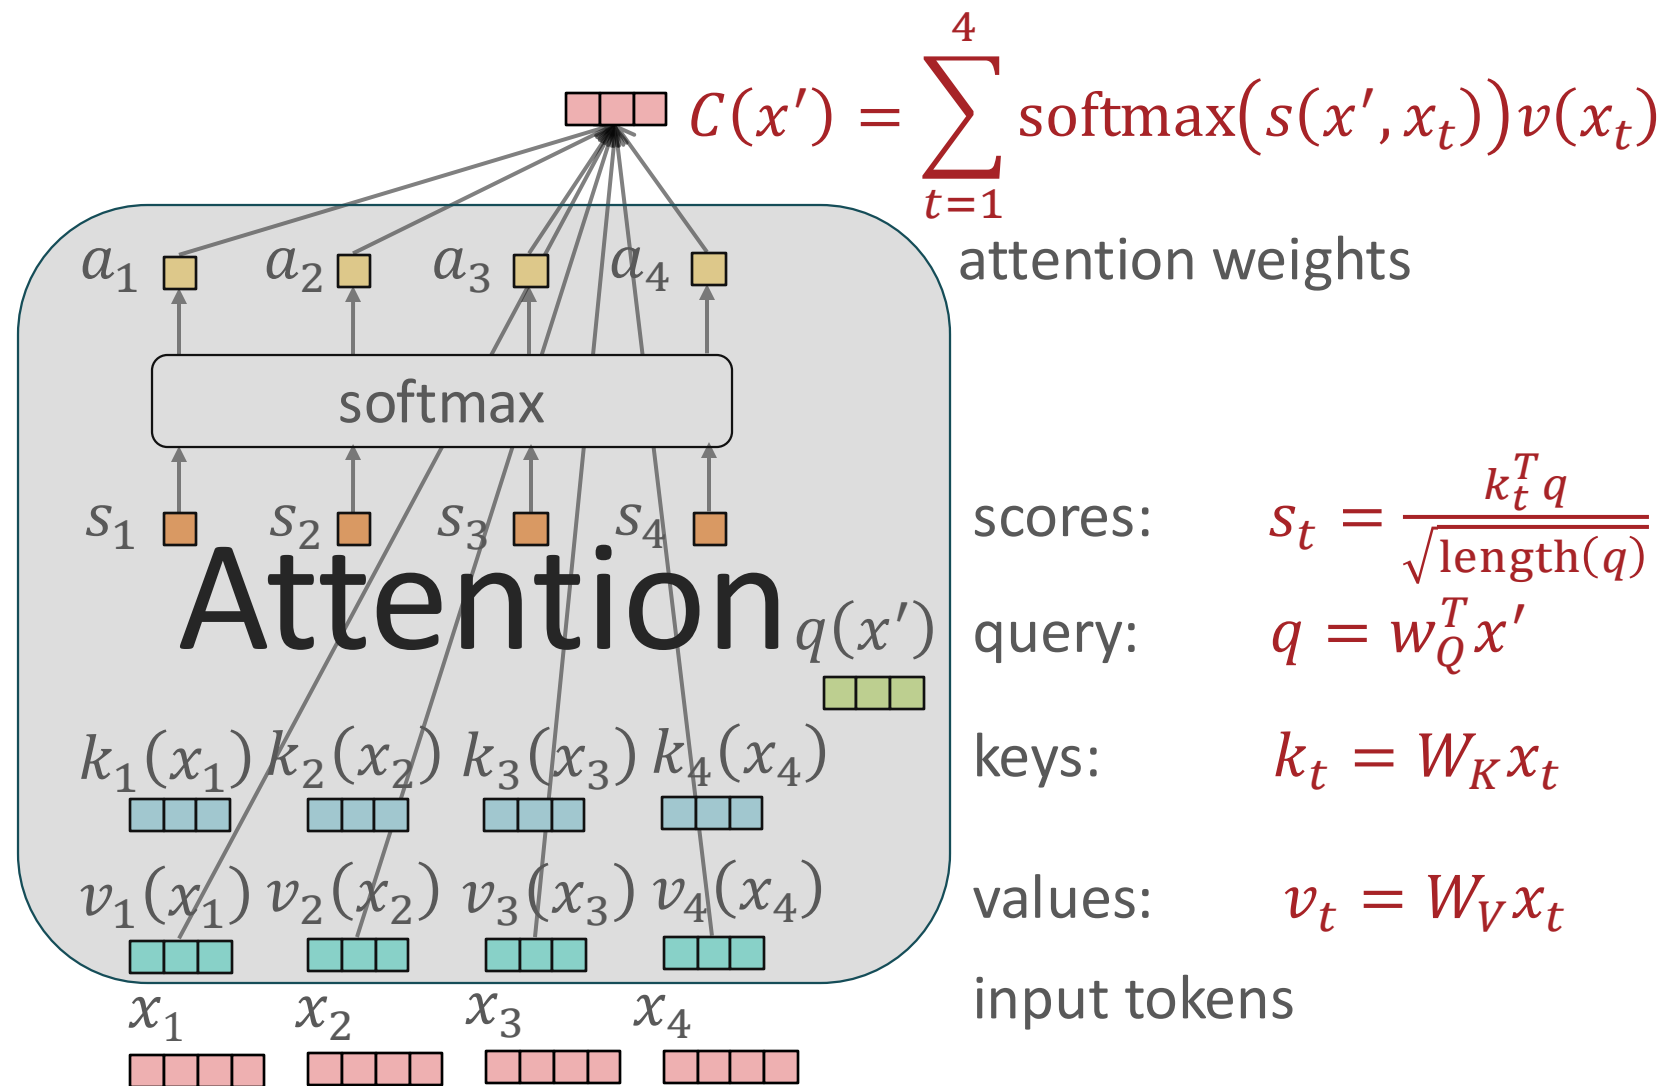 C(x′) = ∑_{t=1}^{4} softmax(s(x′, x_t))v(x_t)
a₁ a₂ a₃ a₄ attention weights
softmax
s₁ s₂ s₃ s₄ scores: s_t = k_t^T q / √length(q)
Attention
q(x′) query: q = w_Q^T x′
k₁(x₁) k₂(x₂) k₃(x₃) k₄(x₄) keys: k_t = W_K x_t
v₁(x₁) v₂(x₂) v₃(x₃) v₄(x₄) values: v_t = W_V x_t
x₁ x₂ x₃ x₄ input tokens